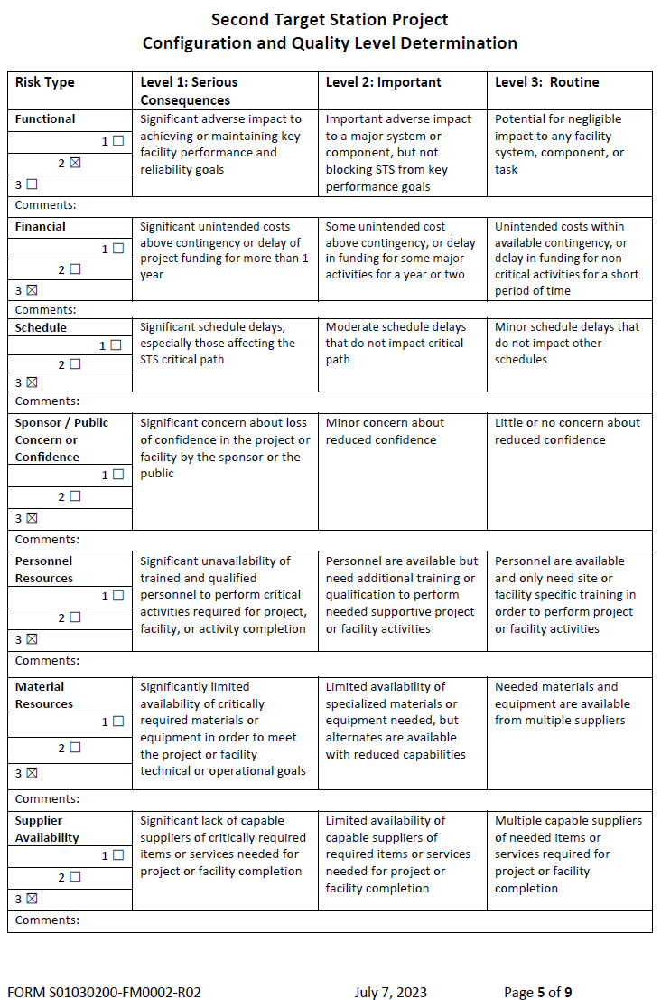 Second Target Station Project
Configuration and Quality Level Determination
Risk Type
Level 1: Serious
Consequences
Level 2: Important
Level 3:  Routine
Functional
1 ☐
2 ☒
3 ☐
Significant adverse impact to
achieving or maintaining key
facility performance and
reliability goals
Important adverse impact
to a major system or
component, but not
blocking STS from key
performance goals
Potential for negligible
impact to any facility
system, component, or
task
Comments:
Financial
1 ☐
2 ☐
3 ☒
Significant unintended costs
above contingency or delay of
project funding for more than 1
year
Some unintended cost
above contingency, or delay
in funding for some major
activities for a year or two
Unintended costs within
available contingency, or
delay in funding for non-
critical activities for a short
period of time
Comments:
Schedule
1 ☐
2 ☐
3 ☒
Significant schedule delays,
especially those affecting the
STS critical path
Moderate schedule delays
that do not impact critical
path
Minor schedule delays that
do not impact other
schedules
Comments:
Sponsor / Public
Concern or
Confidence
1 ☐
2 ☐
3 ☒
Significant concern about loss
of confidence in the project or
facility by the sponsor or the
public
Minor concern about
reduced confidence
Little or no concern about
reduced confidence
Comments:
Personnel
Resources
1 ☐
2 ☐
3 ☒
Significant unavailability of
trained and qualified
personnel to perform critical
activities required for project,
facility, or activity completion
Personnel are available but
need additional training or
qualification to perform
needed supportive project
or facility activities
Personnel are available
and only need site or
facility specific training in
order to perform project
or facility activities
Comments:
Material
Resources
1 ☐
2 ☐
3 ☒
Significantly limited
availability of critically
required materials or
equipment in order to meet
the project or facility
technical or operational goals
Limited availability of
specialized materials or
equipment needed, but
alternates are available
with reduced capabilities
Needed materials and
equipment are available
from multiple suppliers
Comments:
Supplier
Availability
1 ☐
2 ☐
3 ☒
Significant lack of capable
suppliers of critically required
items or services needed for
project or facility completion
Limited availability of
capable suppliers of
required items or services
needed for project or
facility completion
Multiple capable suppliers
of needed items or
services required for
project or facility
completion
Comments:
FORM S01030200-FM0002-R02
July 7, 2023
Page 5 of 9